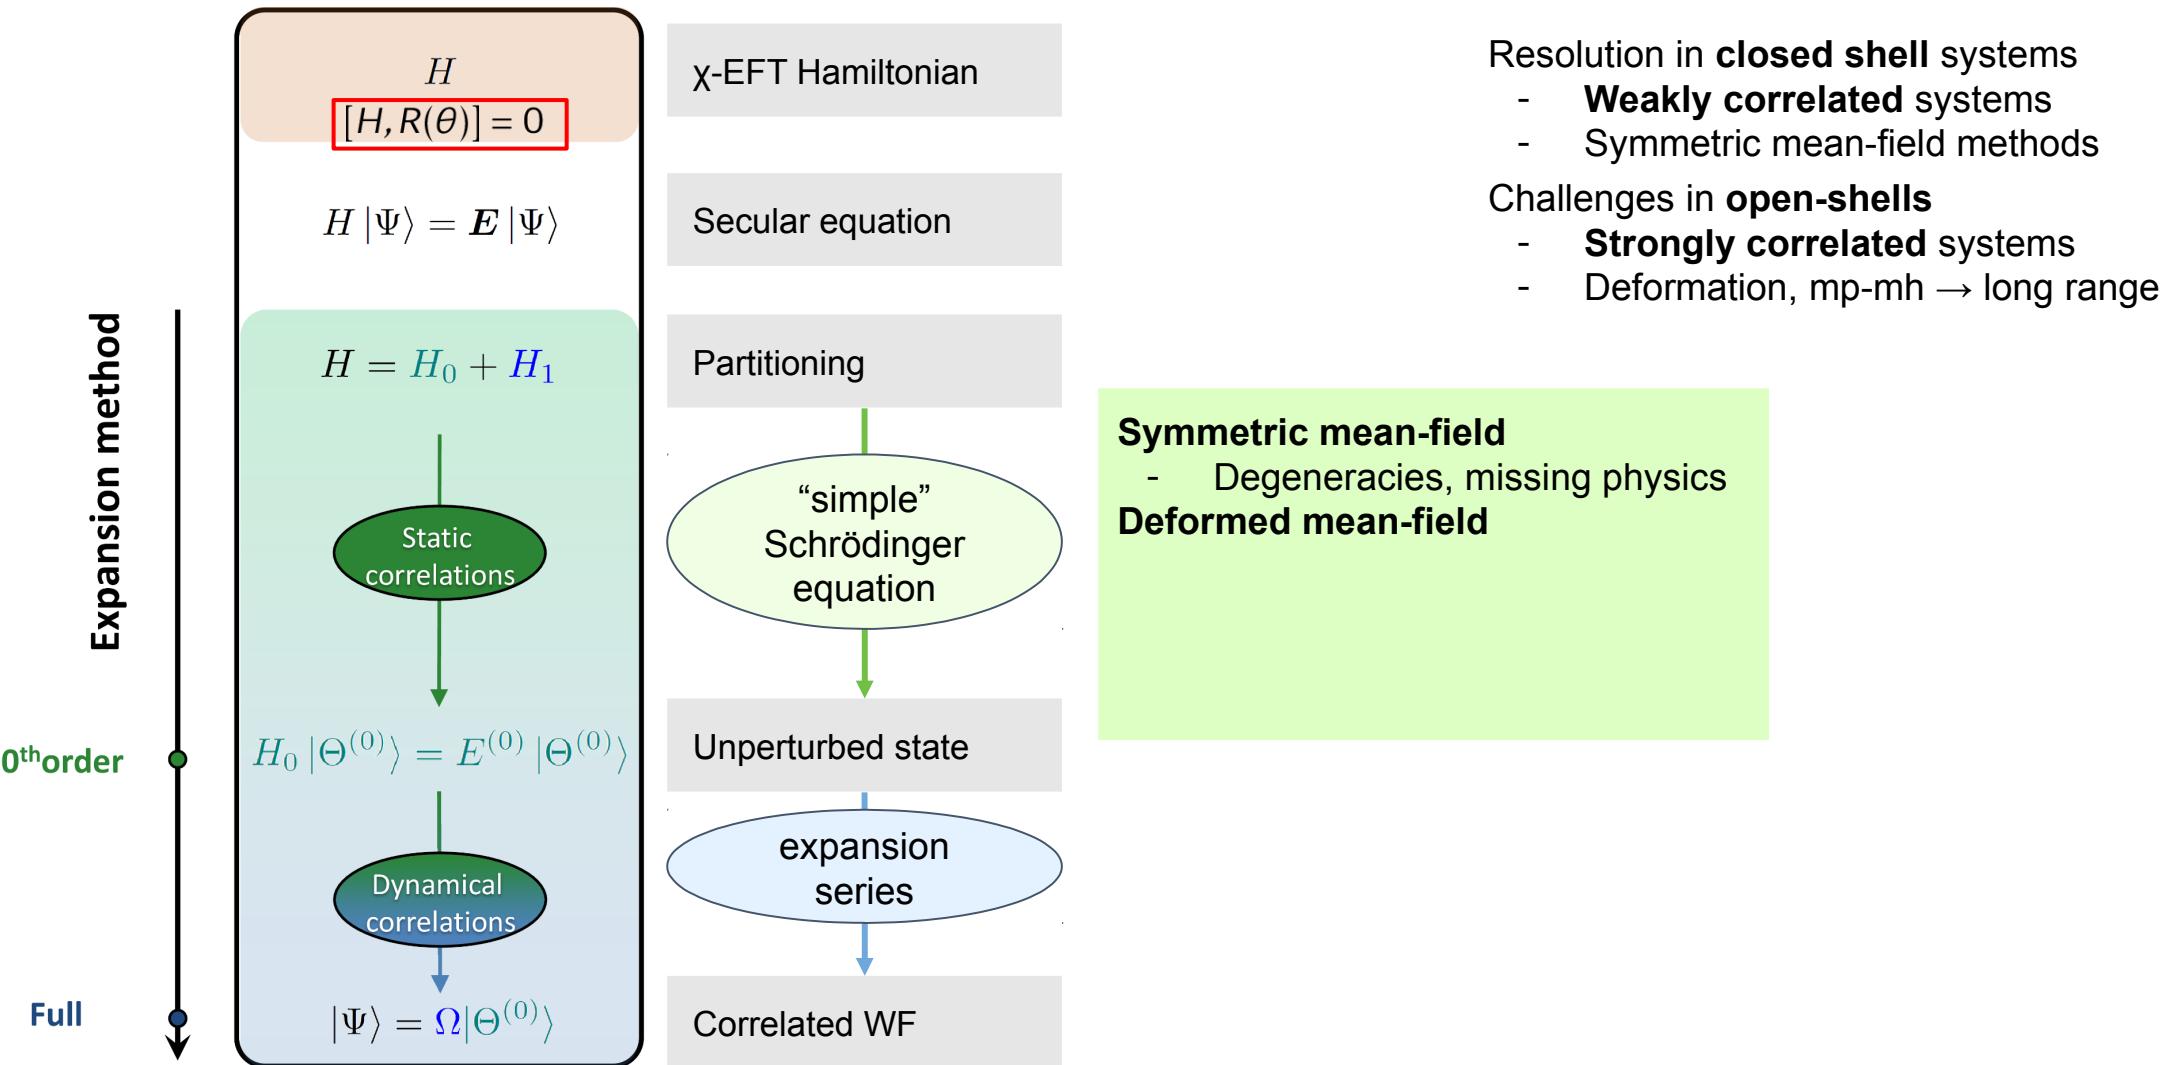 H
[H, R(θ)] = 0
H |Ψ⟩ = E |Ψ⟩
Expansion method
H = H₀ + H₁
Static
correlations
0ᵗʰorder
H₀ |Θ⁽⁰⁾⟩ = E⁽⁰⁾ |Θ⁽⁰⁾⟩
Dynamical
correlations
Full
|Ψ⟩ = Ω|Θ⁽⁰⁾⟩
χ-EFT Hamiltonian
Secular equation
Partitioning
“simple”
Schrödinger
equation
Unperturbed state
expansion
series
Correlated WF
Resolution in closed shell systems
- Weakly correlated systems
- Symmetric mean-field methods
Challenges in open-shells
- Strongly correlated systems
- Deformation, mp-mh → long range
Symmetric mean-field
- Degeneracies, missing physics
Deformed mean-field